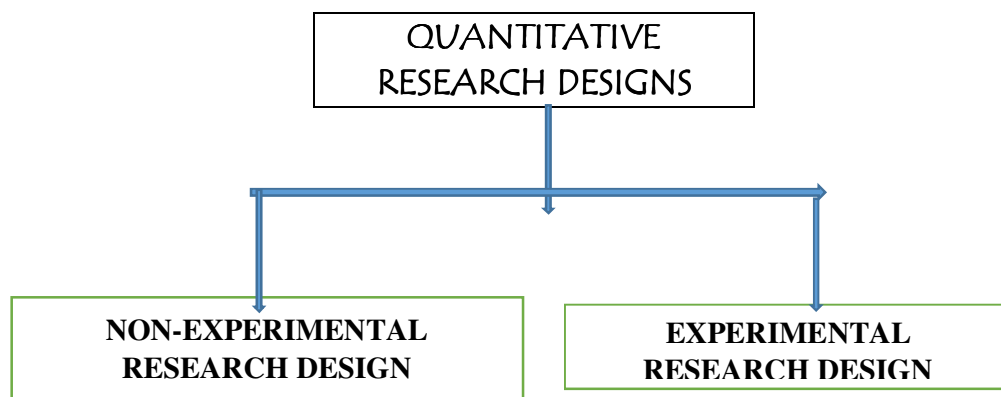 QUANTITATIVE
RESEARCH DESIGNS
NON-EXPERIMENTAL
RESEARCH DESIGN
EXPERIMENTAL
RESEARCH DESIGN